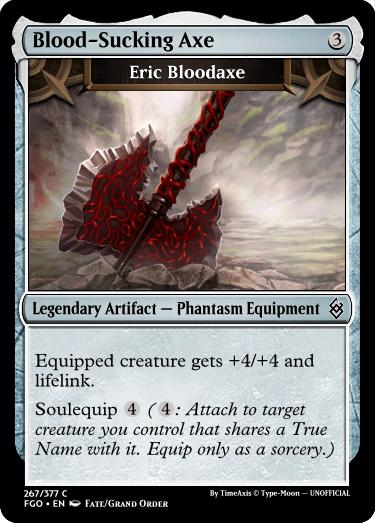 Blood-Sucking Axe 3
Eric Bloodaxe
Legendary Artifact — Phantasm Equipment
Equipped creature gets +4/+4 and
lifelink.
Soulequip 4 ( 4 : Attach to target
creature you control that shares a True
Name with it. Equip only as a sorcery.)
267/377 C
FGO • EN Fate/Grand Order
By TimeAxis © Type-Moon — UNOFFICIAL